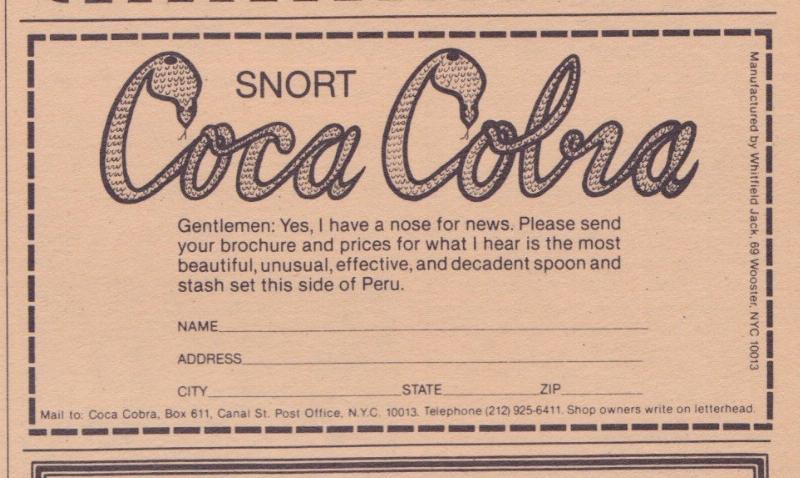 SNORT
Coca Cobra
Gentlemen: Yes, I have a nose for news. Please send
your brochure and prices for what I hear is the most
beautiful, unusual, effective, and decadent spoon and
stash set this side of Peru.
NAME
ADDRESS
CITY STATE ZIP
Mail to: Coca Cobra, Box 611, Canal St. Post Office, N.Y.C. 10013. Telephone (212) 925-6411. Shop owners write on letterhead.
Manufactured by Whitfield Jack, 69 Wooster, NYC 10013